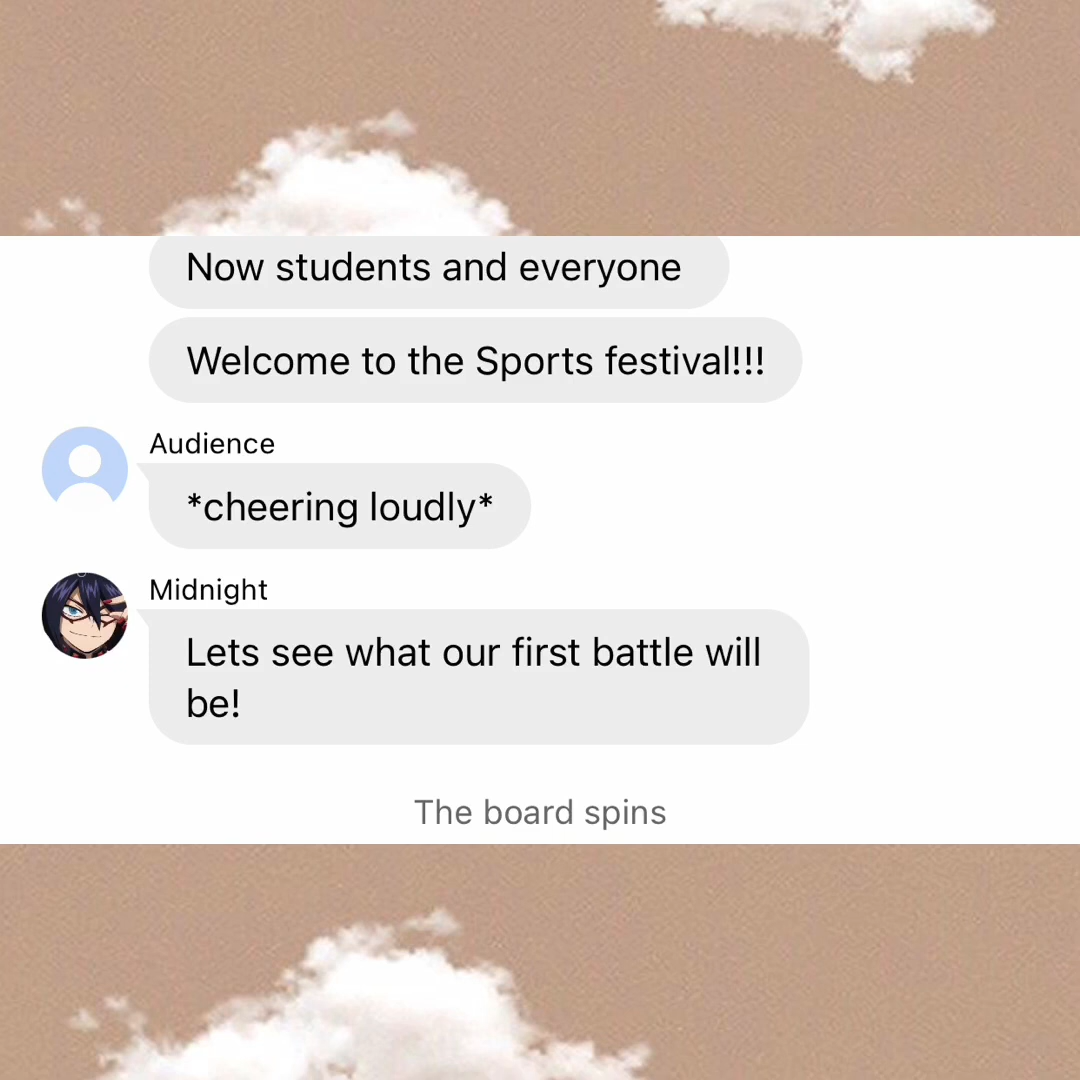 Now students and everyone
Welcome to the Sports festival!!!
Audience
*cheering loudly*
Midnight
Lets see what our first battle will
be!
The board spins